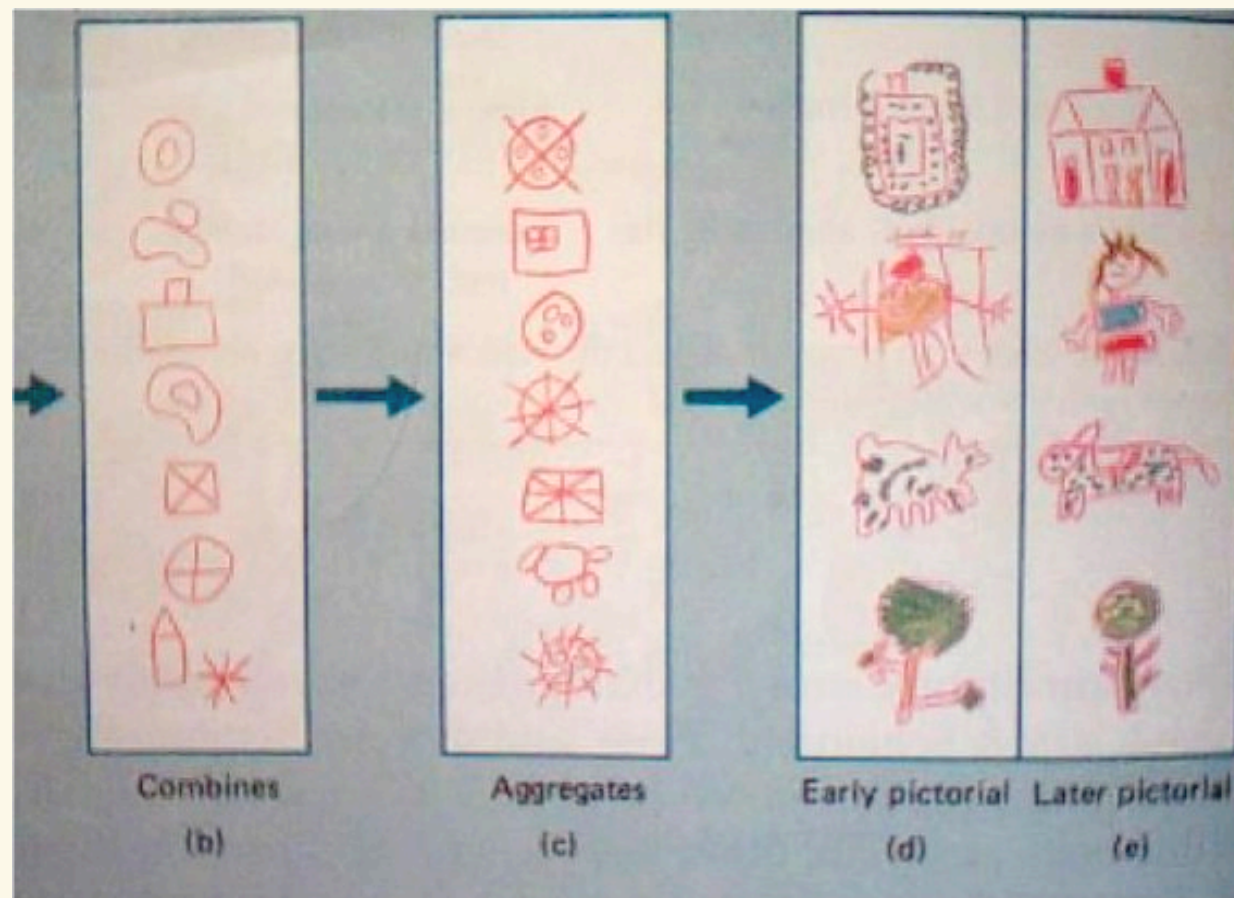 Combines
Aggregates
Early pictorial
Later pictorial
(b)
(c)
(d)
(e)